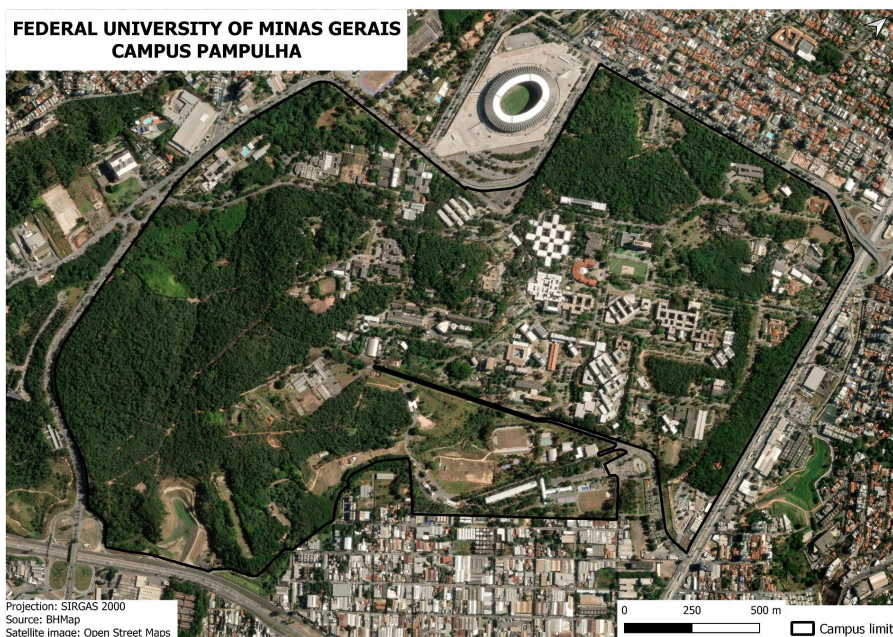 FEDERAL UNIVERSITY OF MINAS GERAIS
CAMPUS PAMPULHA
Projection: SIRGAS 2000
Source: BHMap
Satellite image: Open Street Maps
0 250 500 m
Campus limit